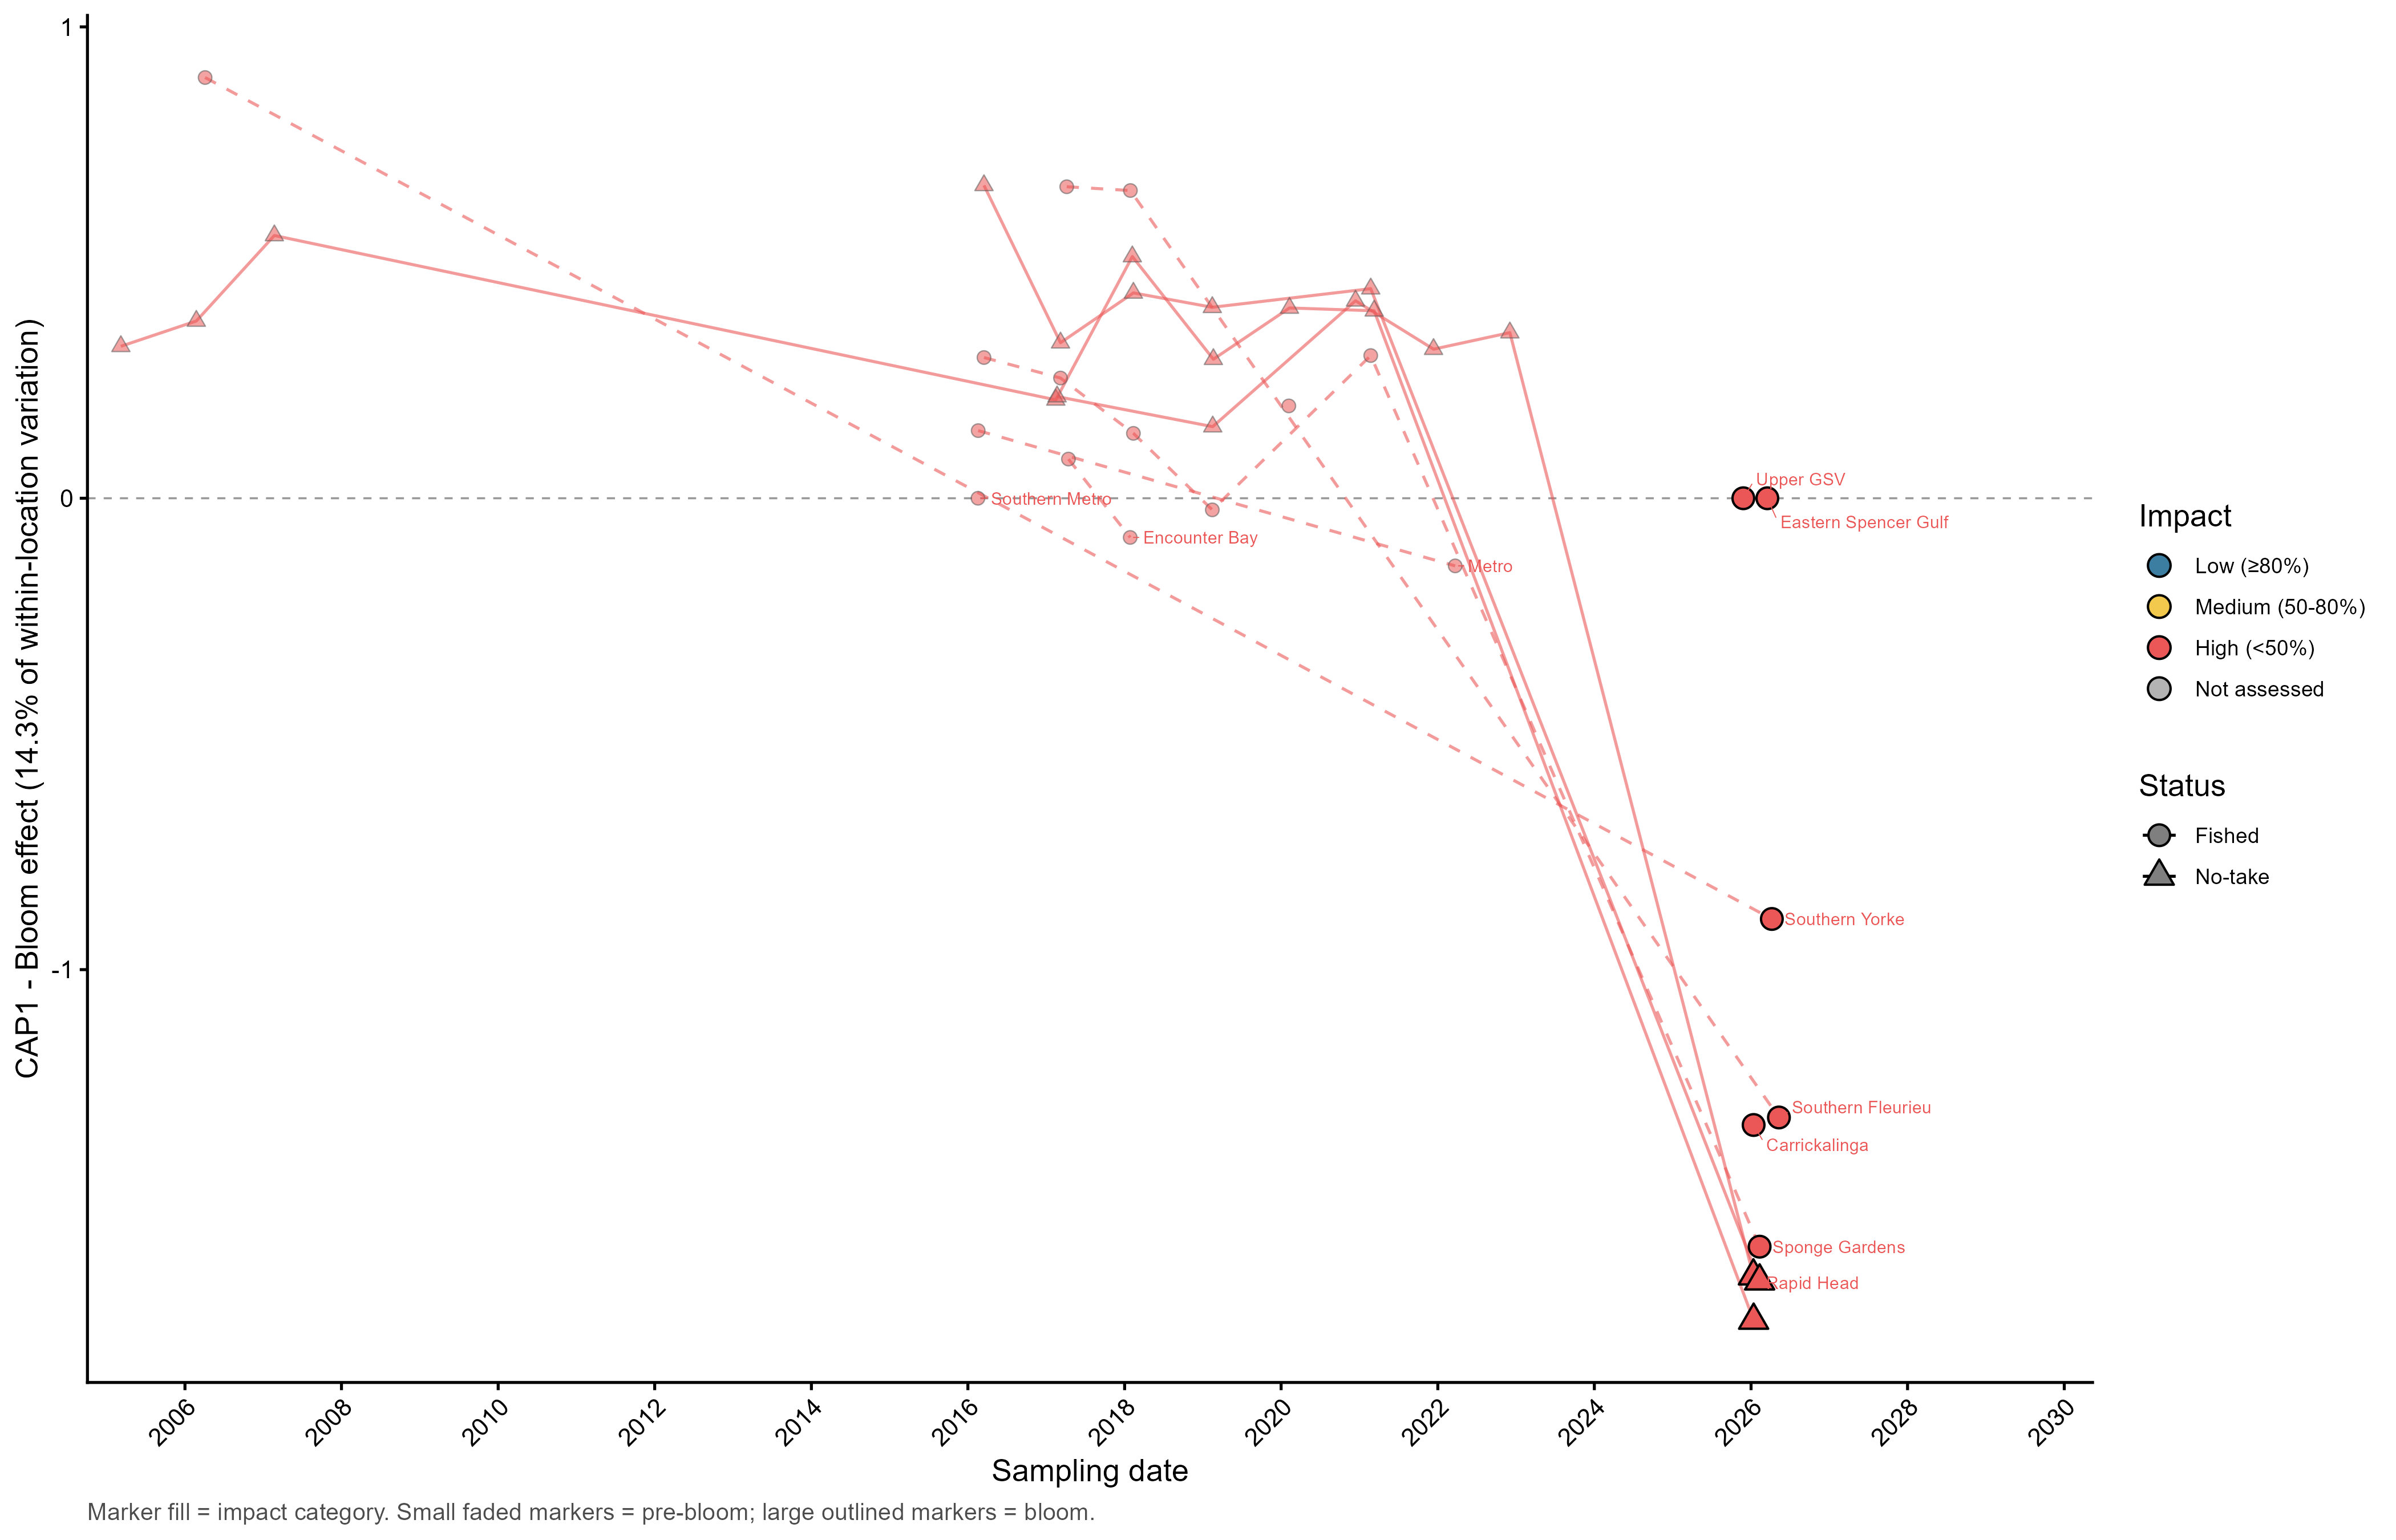 CAP1 - Bloom effect (14.3% of within-location variation)
1
0
-1
Upper GSV
Eastern Spencer Gulf
Southern Metro
Encounter Bay
Metro
Southern Yorke
Southern Fleurieu
Carrickalinga
Sponge Gardens
Rapid Head
2006
2008
2010
2012
2014
2016
2018
2020
2022
2024
2026
2028
2030
Sampling date
Impact
Low (≥80%)
Medium (50-80%)
High (<50%)
Not assessed
Status
Fished
No-take
Marker fill = impact category. Small faded markers = pre-bloom; large outlined markers = bloom.